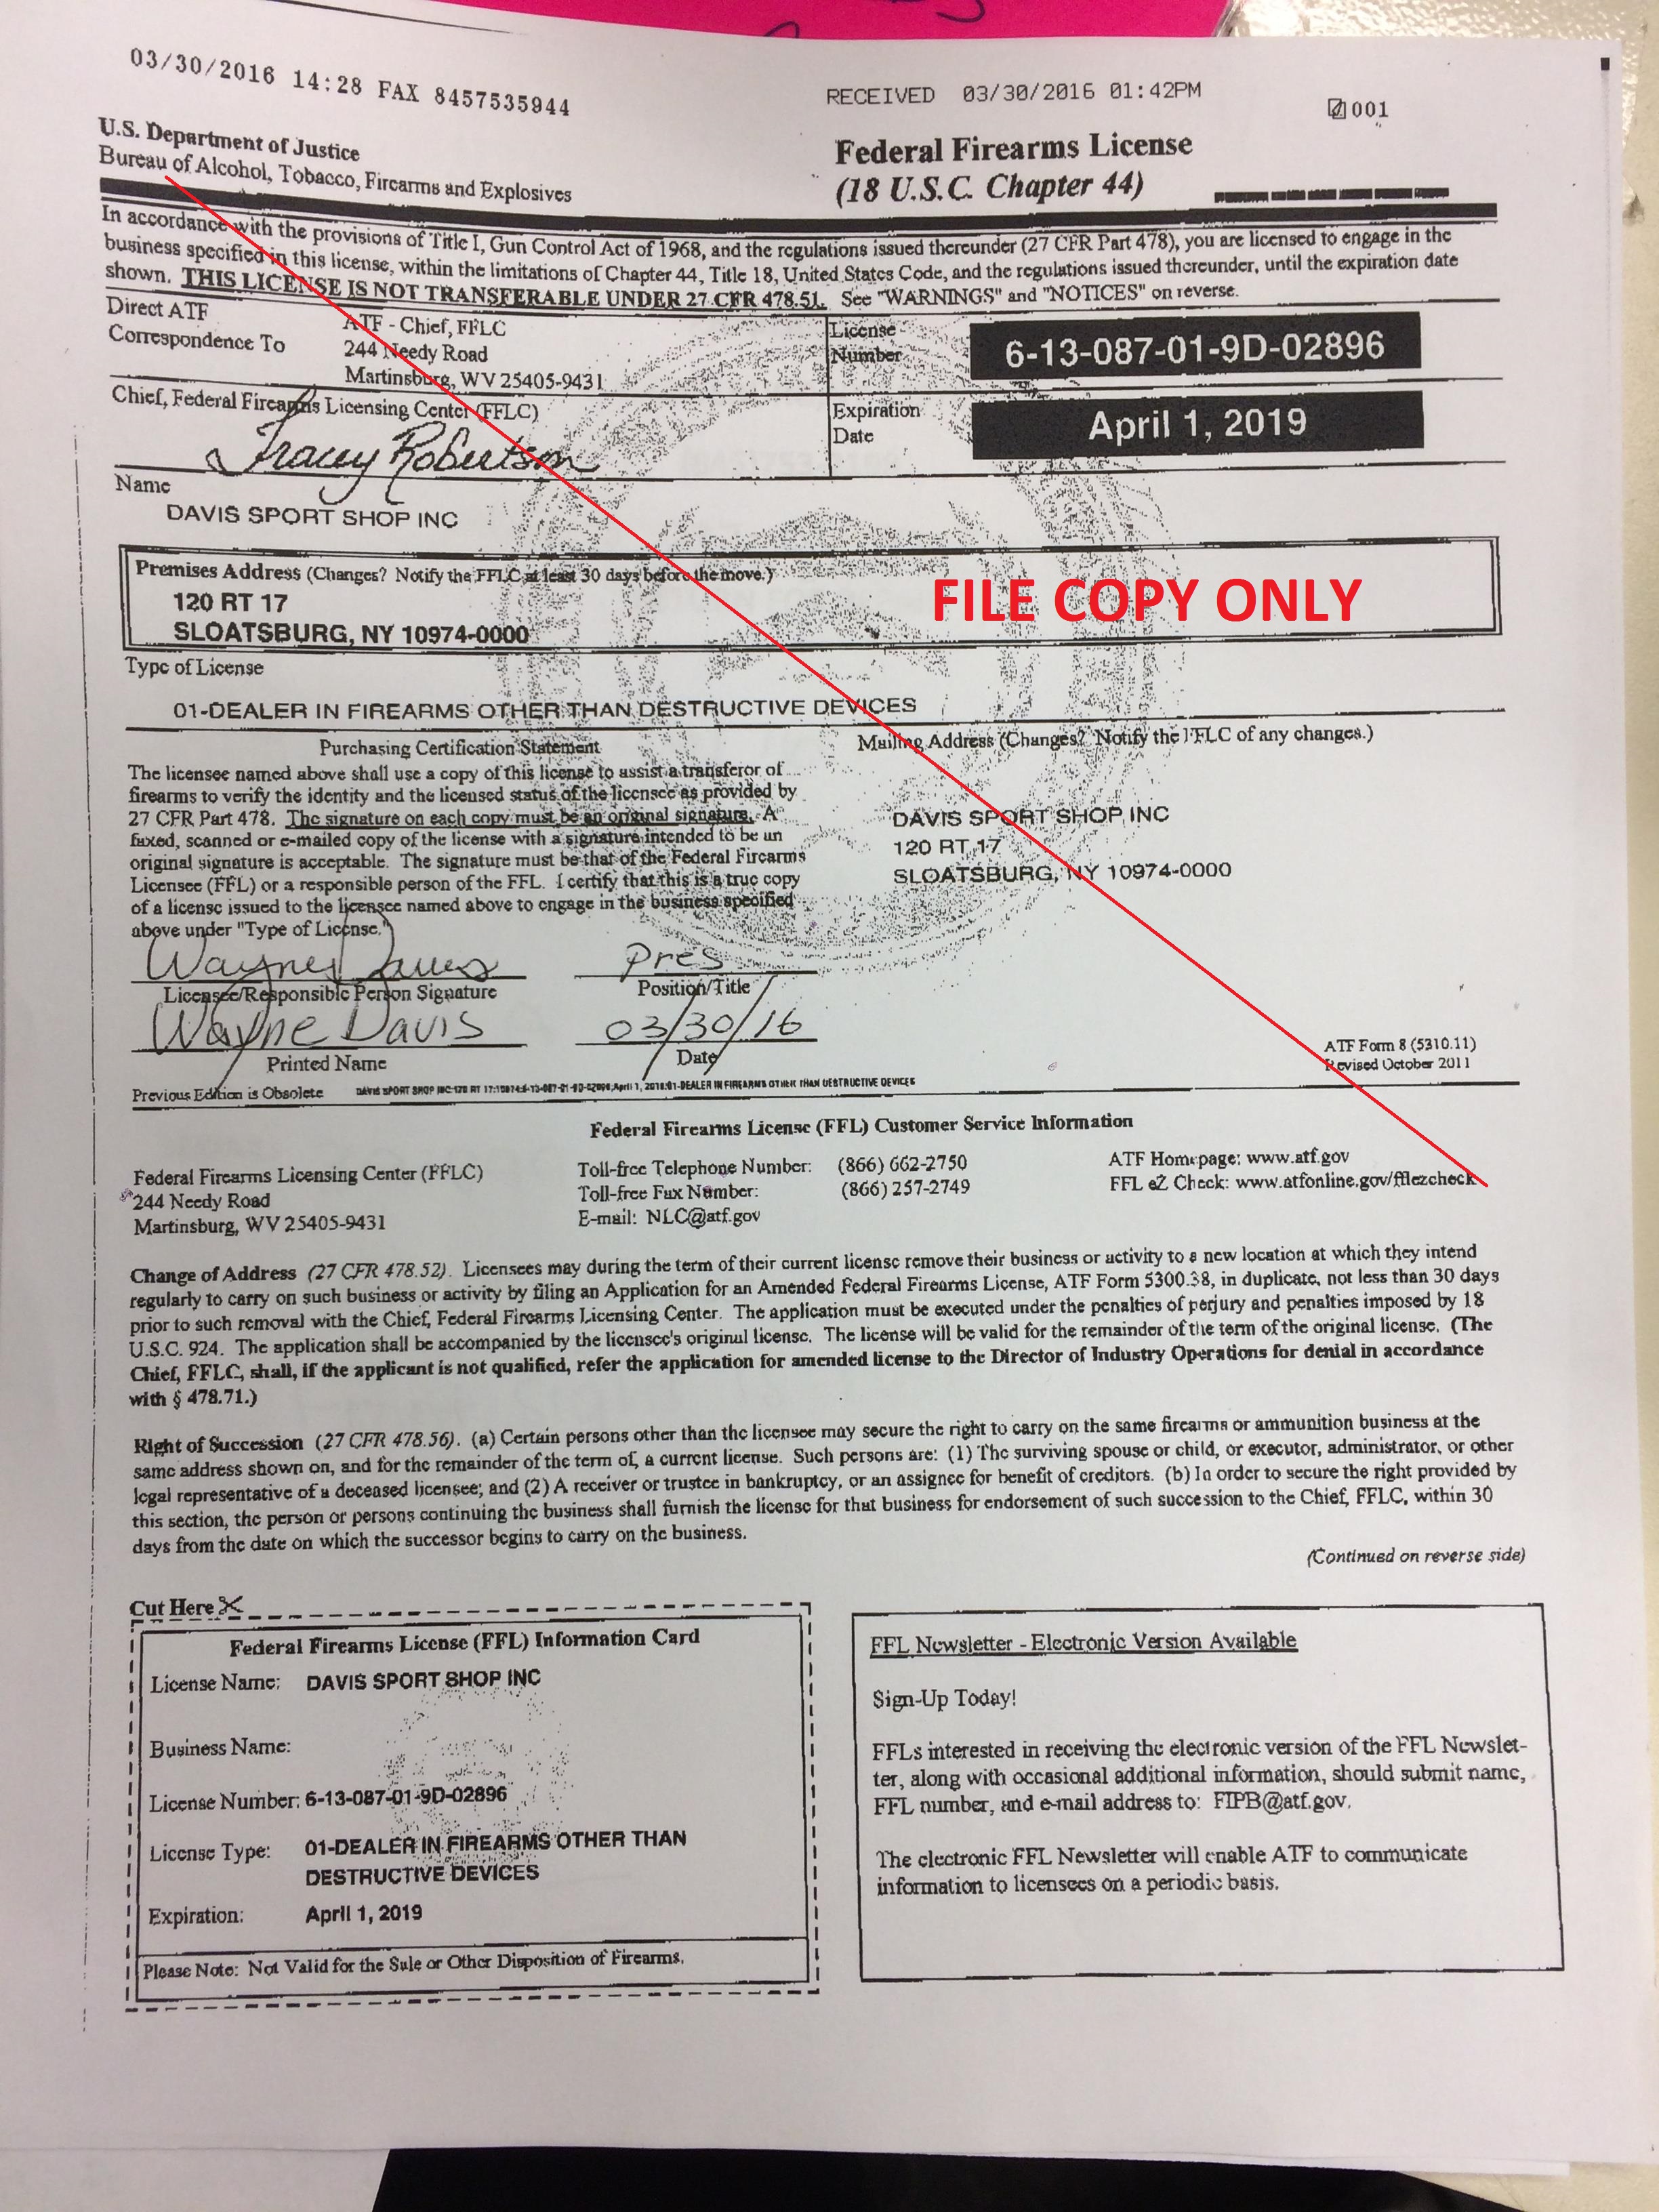 03/30/2016 14:28 FAX 8457535944
RECEIVED 03/30/2016 01:42PM
001
U.S. Department of Justice
Bureau of Alcohol, Tobacco, Firearms and Explosives
Federal Firearms License
(18 U.S.C. Chapter 44)
In accordance with the provisions of Title I, Gun Control Act of 1968, and the regulations issued thereunder (27 CFR Part 478), you are licensed to engage in the
business specified in this license, within the limitations of Chapter 44, Title 18, United States Code, and the regulations issued thereunder, until the expiration date
shown. THIS LICENSE IS NOT TRANSFERABLE UNDER 27 CFR 478.51. See "WARNINGS" and "NOTICES" on reverse.
Direct ATF
Correspondence To
ATF - Chief, FFLC
244 Needy Road
Martinsburg, WV 25405-9431
License
Number
6-13-087-01-9D-02896
Chief, Federal Firearms Licensing Center (FFLC)
Tracey Robertson
Expiration
Date
April 1, 2019
Name
DAVIS SPORT SHOP INC
Premises Address (Changes? Notify the FFLC at least 30 days before the move.)
120 RT 17
SLOATSBURG, NY 10974-0000
FILE COPY ONLY
Type of License
01-DEALER IN FIREARMS OTHER THAN DESTRUCTIVE DEVICES
Purchasing Certification Statement
The licensee named above shall use a copy of this license to assist a transferor of
firearms to verify the identity and the licensed status of the licensee as provided by
27 CFR Part 478. The signature on each copy must be an original signature. A
faxed, scanned or e-mailed copy of the license with a signature intended to be an
original signature is acceptable. The signature must be that of the Federal Firearms
Licensee (FFL) or a responsible person of the FFL. I certify that this is a true copy
of a license issued to the licensee named above to engage in the business specified
above under "Type of License."
Mailing Address (Changes? Notify the FFLC of any changes.)
DAVIS SPORT SHOP INC
120 RT 17
SLOATSBURG, NY 10974-0000
Wayne Davis
Pres
Licensee/Responsible Person Signature
Position/Title
Wayne Davis
03/30/16
Printed Name
Date
ATF Form 8 (5310.11)
Revised October 2011
Previous Edition is Obsolete
DAVIS SPORT SHOP INC:120 RT 17:10974:6-13-087-01-9D-02896:April 1, 2019:01-DEALER IN FIREARMS OTHER THAN DESTRUCTIVE DEVICES
Federal Firearms License (FFL) Customer Service Information
Federal Firearms Licensing Center (FFLC)
244 Needy Road
Martinsburg, WV 25405-9431
Toll-free Telephone Number: (866) 662-2750
Toll-free Fax Number: (866) 257-2749
E-mail: NLC@atf.gov
ATF Homepage: www.atf.gov
FFL eZ Check: www.atfonline.gov/fflezcheck
Change of Address (27 CFR 478.52). Licensees may during the term of their current license remove their business or activity to a new location at which they intend
regularly to carry on such business or activity by filing an Application for an Amended Federal Firearms License, ATF Form 5300.38, in duplicate, not less than 30 days
prior to such removal with the Chief, Federal Firearms Licensing Center. The application must be executed under the penalties of perjury and penalties imposed by 18
U.S.C. 924. The application shall be accompanied by the licensee's original license. The license will be valid for the remainder of the term of the original license. (The
Chief, FFLC, shall, if the applicant is not qualified, refer the application for amended license to the Director of Industry Operations for denial in accordance
with § 478.71.)
Right of Succession (27 CFR 478.56). (a) Certain persons other than the licensee may secure the right to carry on the same firearms or ammunition business at the
same address shown on, and for the remainder of the term of, a current license. Such persons are: (1) The surviving spouse or child, or executor, administrator, or other
legal representative of a deceased licensee; and (2) A receiver or trustee in bankruptcy, or an assignee for benefit of creditors. (b) In order to secure the right provided by
this section, the person or persons continuing the business shall furnish the license for that business for endorsement of such succession to the Chief, FFLC, within 30
days from the date on which the successor begins to carry on the business.
(Continued on reverse side)
Cut Here
Federal Firearms License (FFL) Information Card
License Name: DAVIS SPORT SHOP INC
Business Name:
License Number: 6-13-087-01-9D-02896
License Type: 01-DEALER IN FIREARMS OTHER THAN
DESTRUCTIVE DEVICES
Expiration: April 1, 2019
Please Note: Not Valid for the Sale or Other Disposition of Firearms.
FFL Newsletter - Electronic Version Available
Sign-Up Today!
FFLs interested in receiving the electronic version of the FFL Newslet-
ter, along with occasional additional information, should submit name,
FFL number, and e-mail address to: FIPB@atf.gov.
The electronic FFL Newsletter will enable ATF to communicate
information to licensees on a periodic basis.